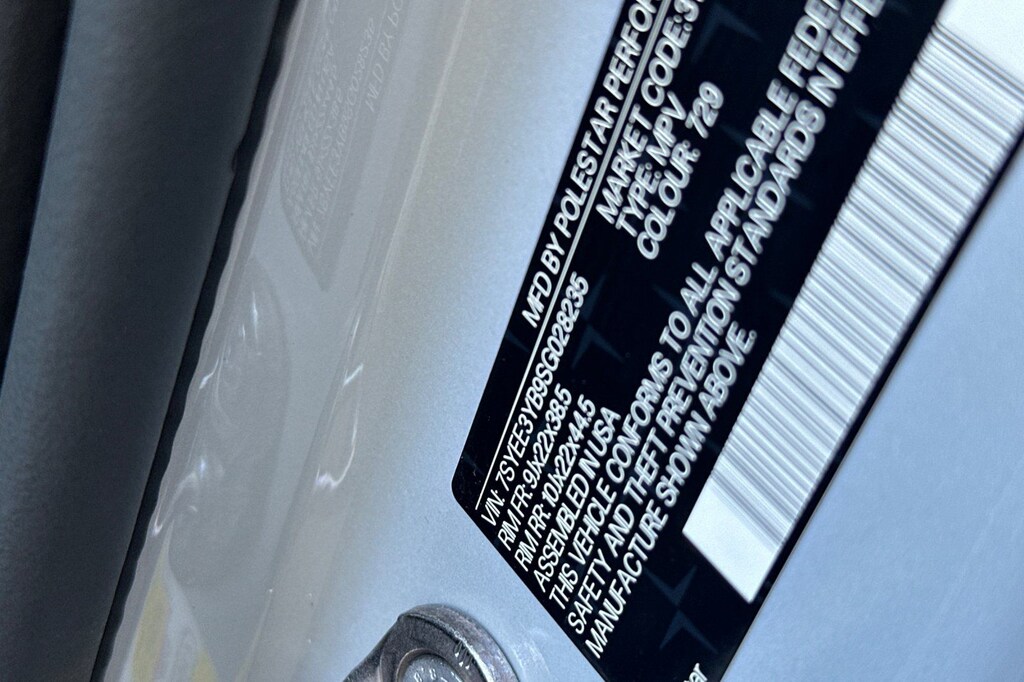 MFD BY POLESTAR PERFOR
VIN: 7SYEE3YB9SG028235
MARKET CODE:3
RIM FR: 9Jx22x38.5
TYPE: MPV
RIM RR: 10Jx22x44.5
COLOUR: 729
ASSEMBLED IN USA
THIS VEHICLE CONFORMS TO ALL APPLICABLE FEDER
SAFETY AND THEFT PREVENTION STANDARDS IN EFFE
MANUFACTURE SHOWN ABOVE.